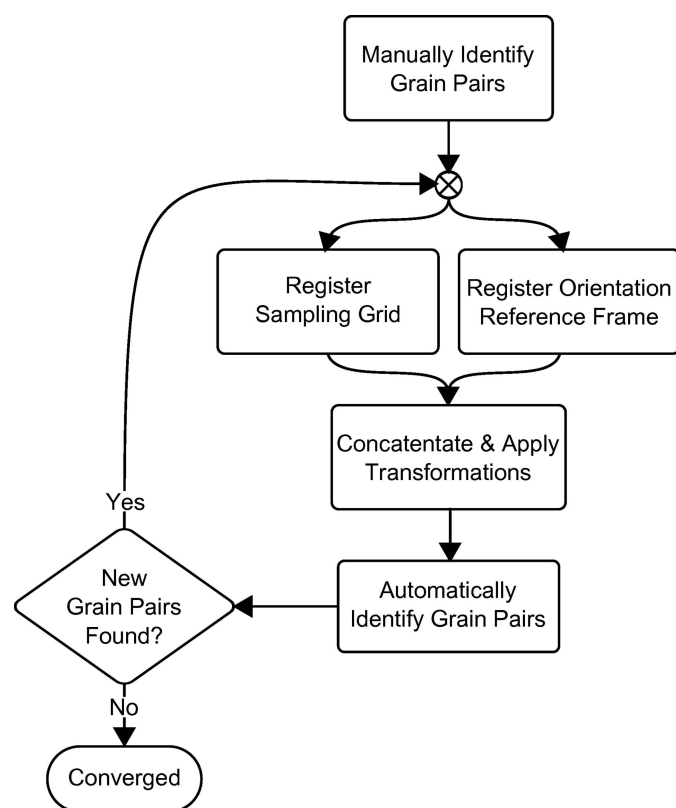 Manually Identify
Grain Pairs
Register
Sampling Grid
Register Orientation
Reference Frame
Concatentate & Apply
Transformations
Automatically
Identify Grain Pairs
New
Grain Pairs
Found?
Yes
No
Converged